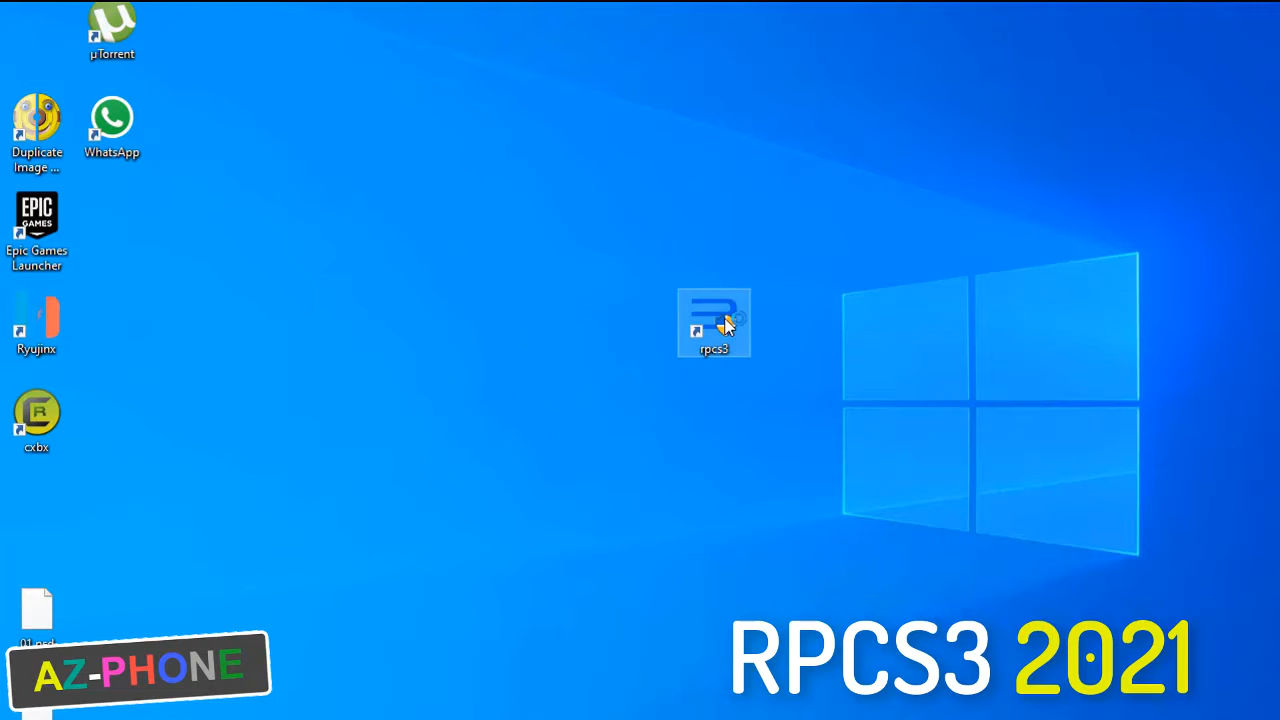 µTorrent
Duplicate
Image ...
WhatsApp
EPIC
GAMES
Epic Games
Launcher
Ryujinx
rpcs3
R
cxbx
AZ-PHONE
RPCS3 2021